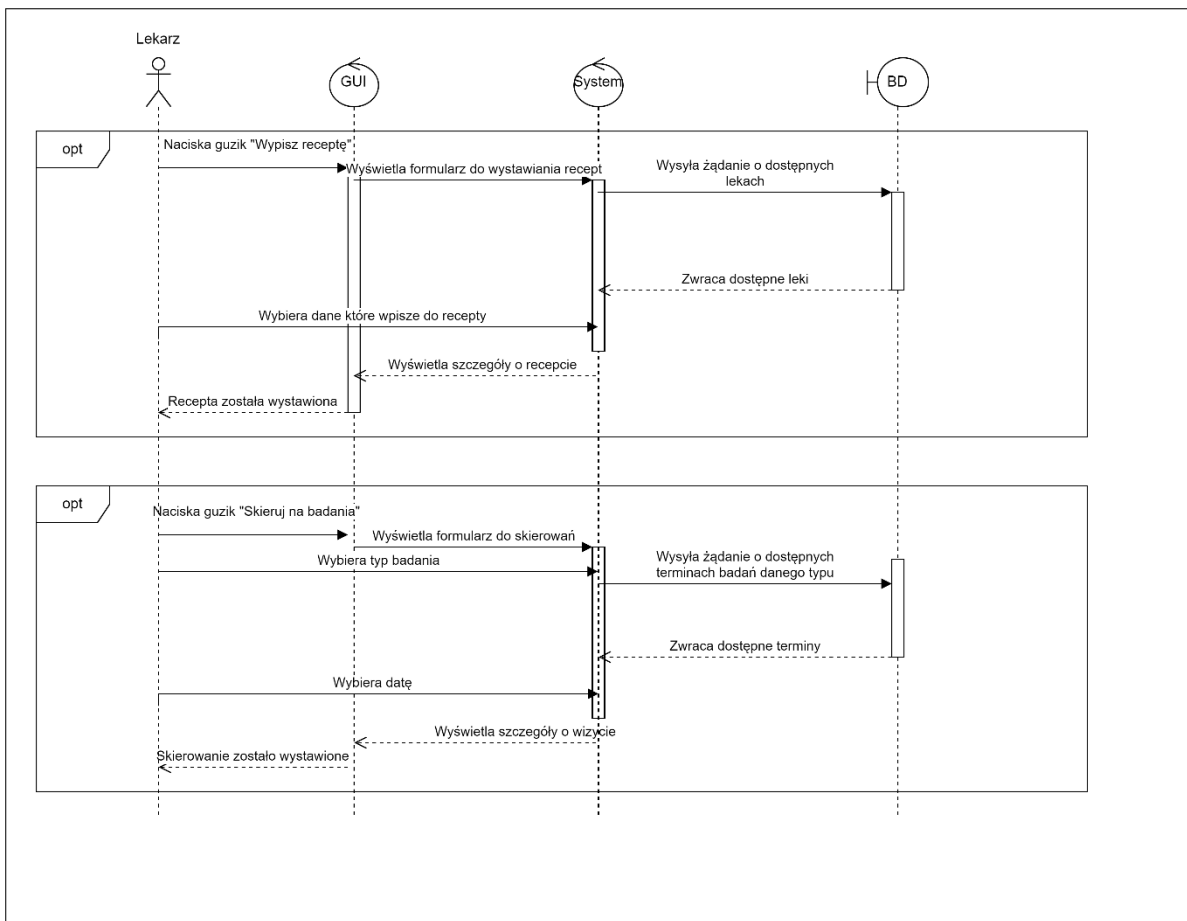 Lekarz
GUI
System
BD
opt
Naciska guzik "Wypisz receptę"
Wyświetla formularz do wystawiania recept
Wysyła żądanie o dostępnych
lekach
Zwraca dostępne leki
Wybiera dane które wpisze do recepty
Wyświetla szczegóły o recepcie
Recepta została wystawiona
opt
Naciska guzik "Skieruj na badania"
Wyświetla formularz do skierowań
Wybiera typ badania
Wysyła żądanie o dostępnych
terminach badań danego typu
Zwraca dostępne terminy
Wybiera datę
Wyświetla szczegóły o wizycie
Skierowanie zostało wystawione